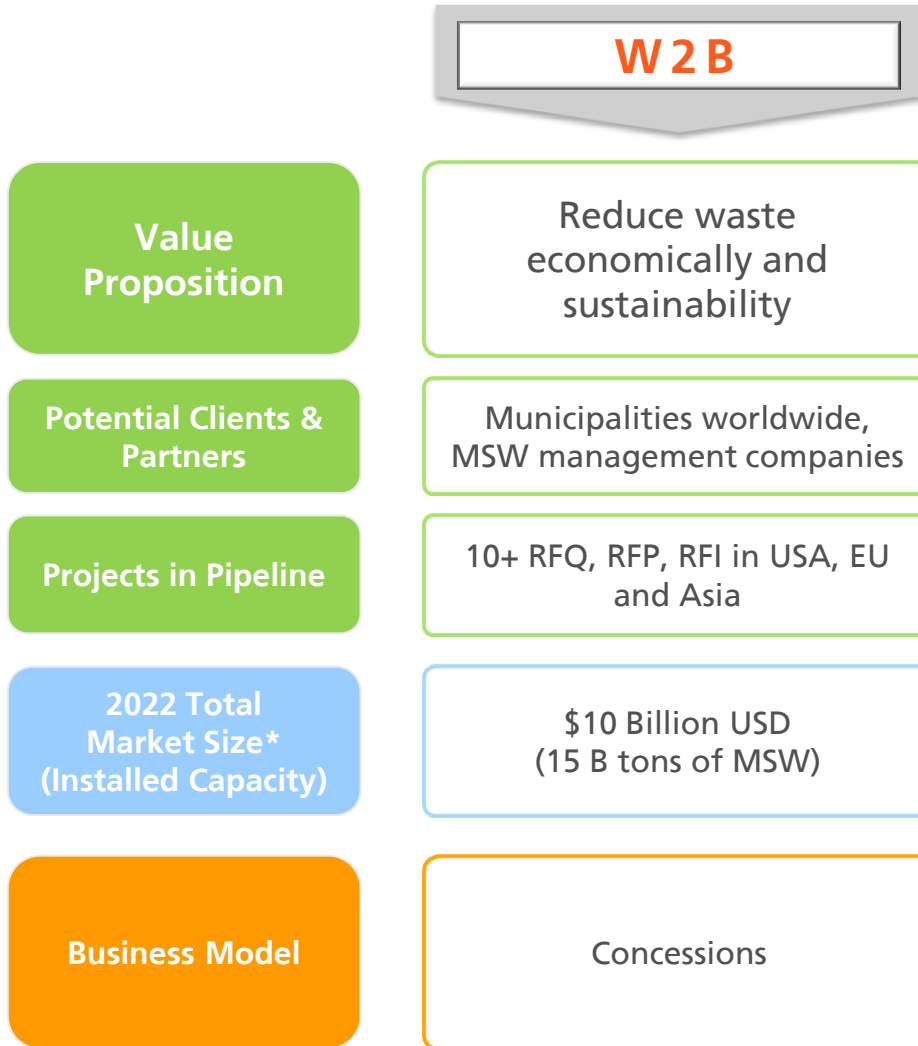 W 2 B
Value
Proposition
Reduce waste
economically and
sustainability
Potential Clients &
Partners
Municipalities worldwide,
MSW management companies
Projects in Pipeline
10+ RFQ, RFP, RFI in USA, EU
and Asia
2022 Total
Market Size*
(Installed Capacity)
$10 Billion USD
(15 B tons of MSW)
Business Model
Concessions